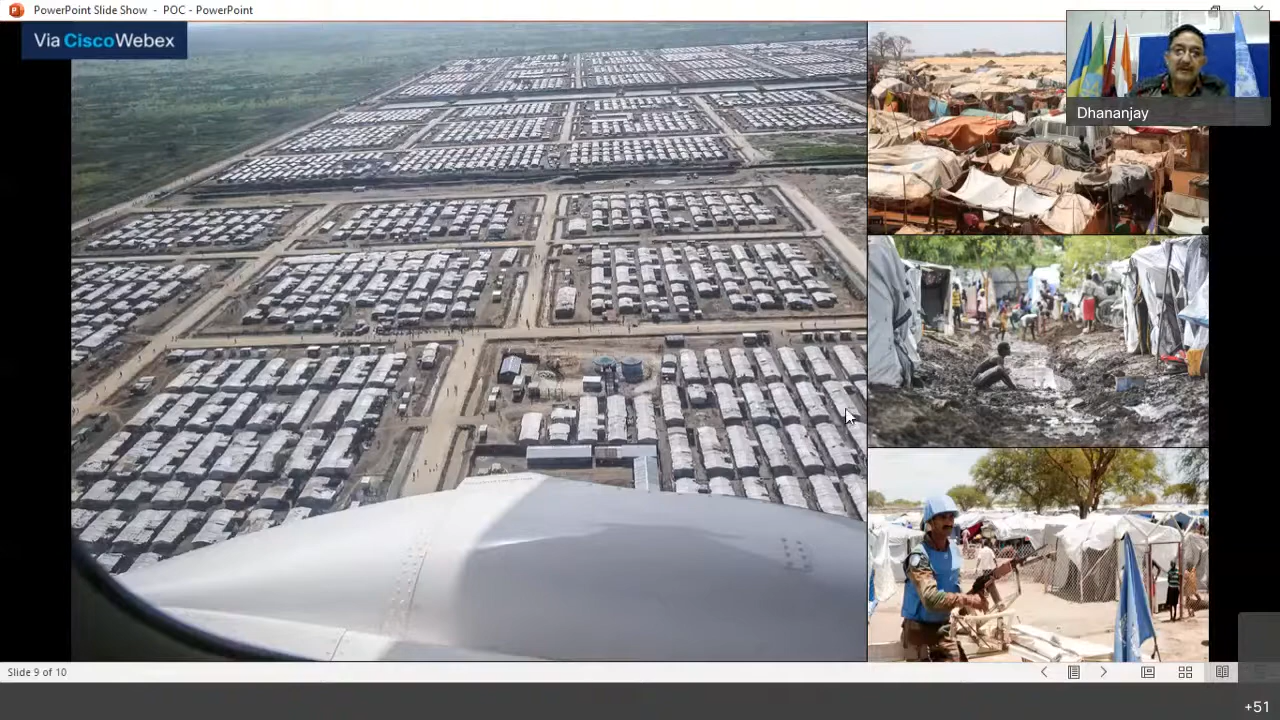 PowerPoint Slide Show - POC - PowerPoint
Via CiscoWebex
Dhananjay
Slide 9 of 10
+51